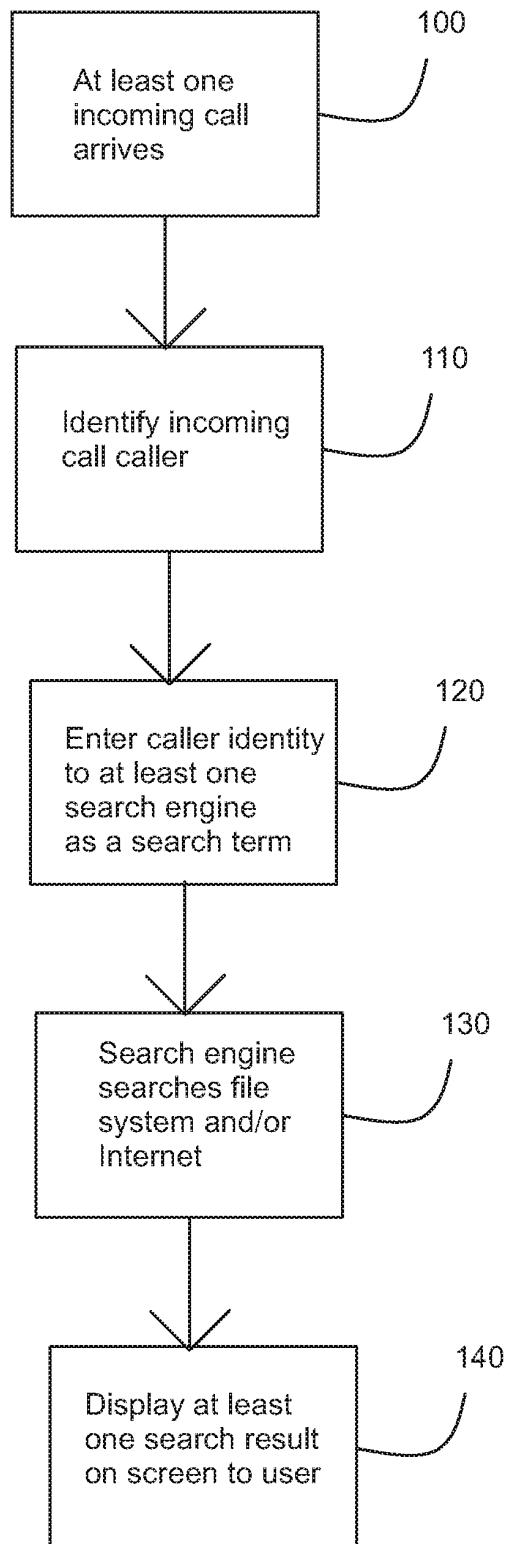 100
At least one
incoming call
arrives
110
Identify incoming
call caller
120
Enter caller identity
to at least one
search engine
as a search term
130
Search engine
searches file
system and/or
Internet
140
Display at least
one search result
on screen to user